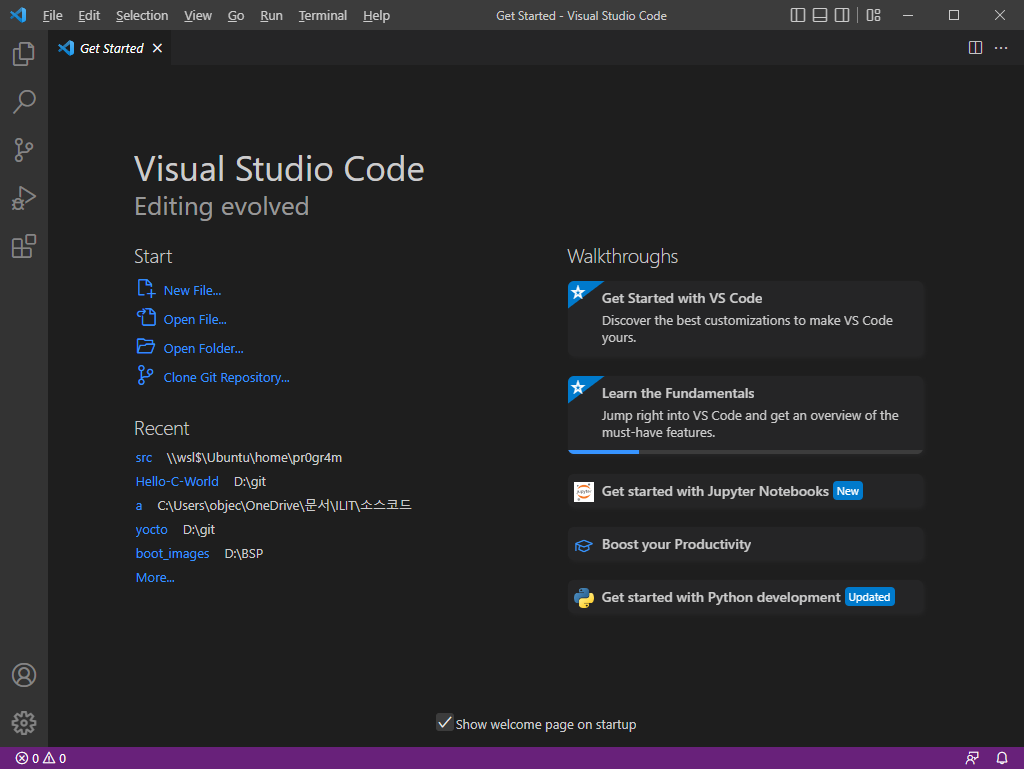 File Edit Selection View Go Run Terminal Help Get Started - Visual Studio Code
Get Started
Visual Studio Code
Editing evolved
Start
New File...
Open File...
Open Folder...
Clone Git Repository...
Recent
src \\wsl$\Ubuntu\home\pr0gr4m
Hello-C-World D:\git
a C:\Users\objec\OneDrive\문서\ILIT\소스코드
yocto D:\git
boot_images D:\BSP
More...
Walkthroughs
Get Started with VS Code
Discover the best customizations to make VS Code
yours.
Learn the Fundamentals
Jump right into VS Code and get an overview of the
must-have features.
jupyter Get started with Jupyter Notebooks New
Boost your Productivity
Get started with Python development Updated
Show welcome page on startup
0 0